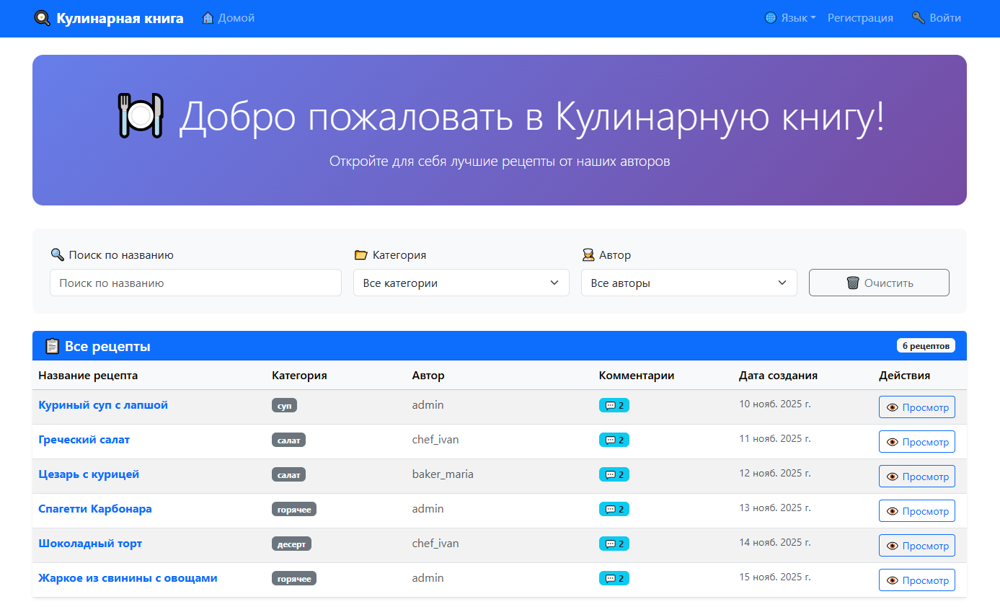 Кулинарная книга Домой Язык Регистрация Войти
Добро пожаловать в Кулинарную книгу!
Откройте для себя лучшие рецепты от наших авторов
Поиск по названию Категория Автор
Поиск по названию Все категории Все авторы Очистить
Все рецепты 6 рецептов
Название рецепта Категория Автор Комментарии Дата создания Действия
Куриный суп с лапшой суп admin 2 10 нояб. 2025 г. Просмотр
Греческий салат салат chef_ivan 2 11 нояб. 2025 г. Просмотр
Цезарь с курицей салат baker_maria 2 12 нояб. 2025 г. Просмотр
Спагетти Карбонара горячее admin 2 13 нояб. 2025 г. Просмотр
Шоколадный торт десерт chef_ivan 2 14 нояб. 2025 г. Просмотр
Жаркое из свинины с овощами горячее admin 2 15 нояб. 2025 г. Просмотр